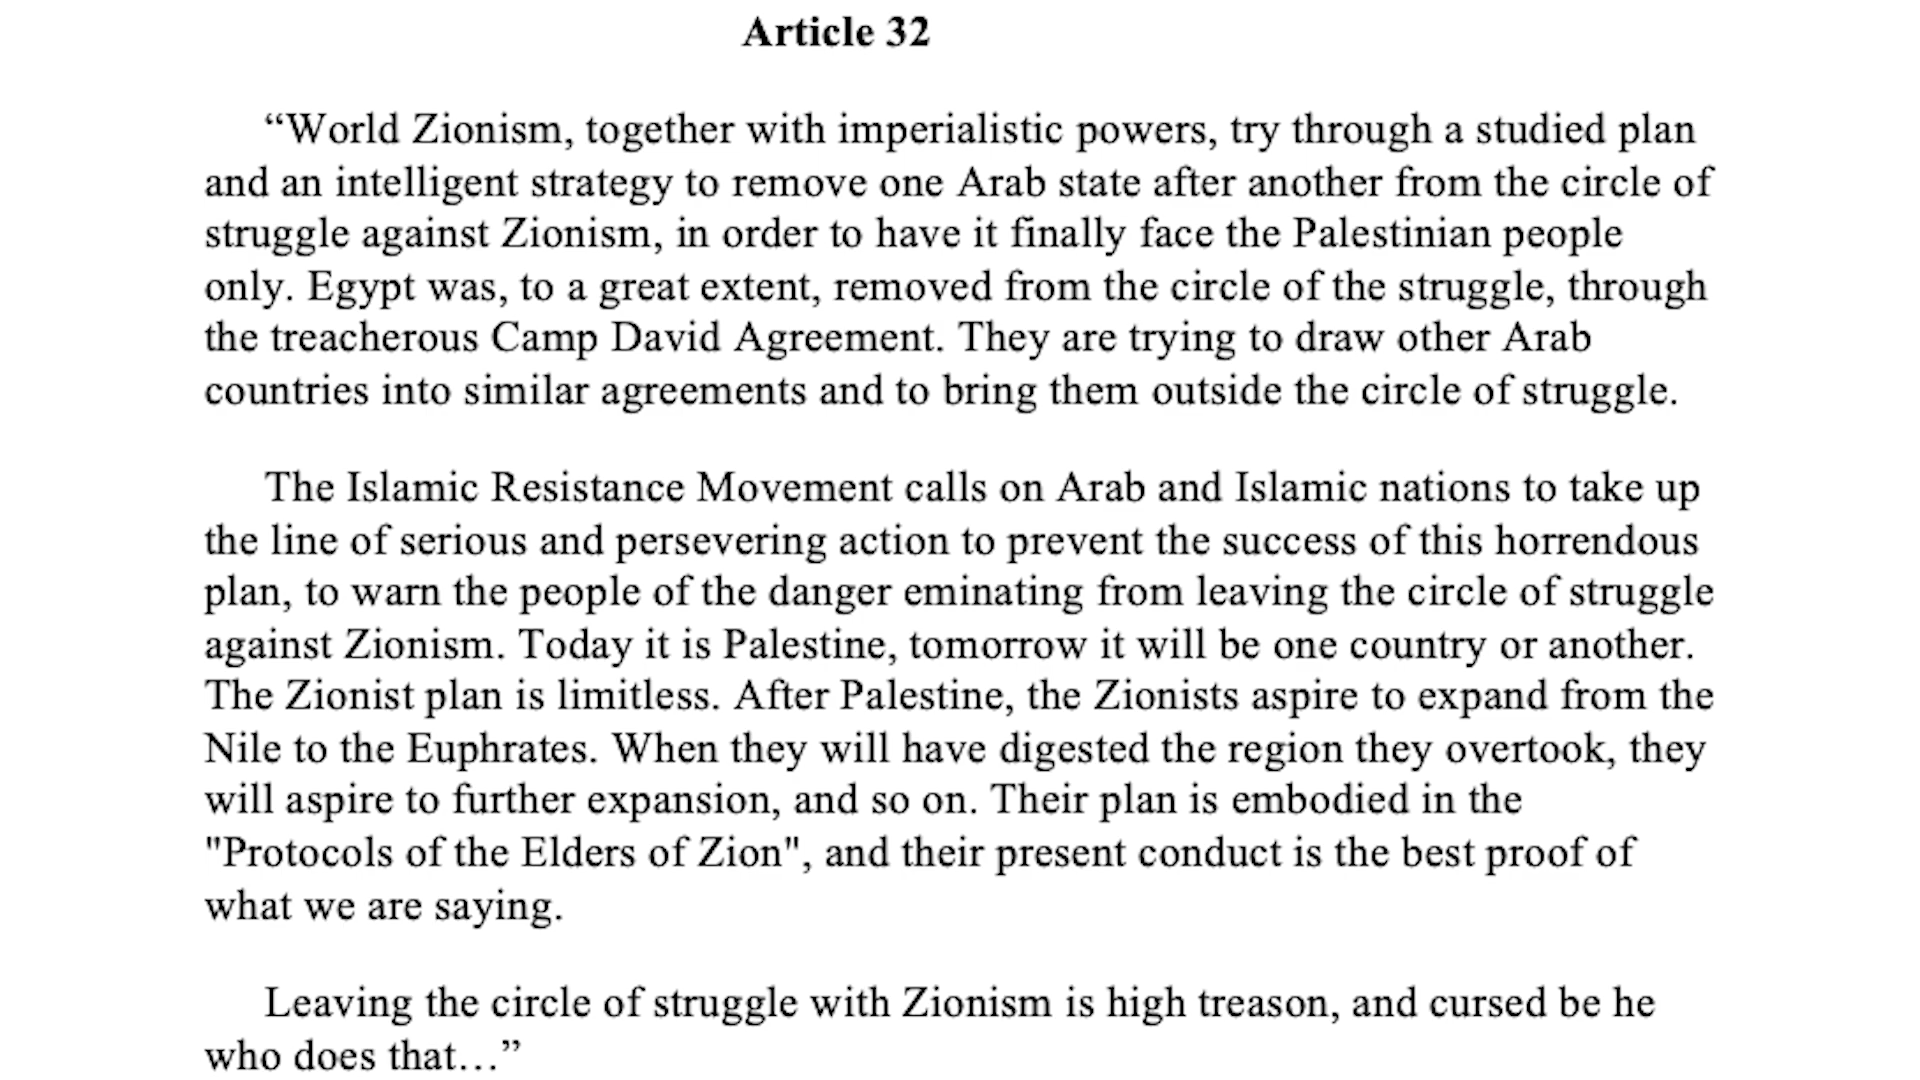 Article 32
“World Zionism, together with imperialistic powers, try through a studied plan
and an intelligent strategy to remove one Arab state after another from the circle of
struggle against Zionism, in order to have it finally face the Palestinian people
only. Egypt was, to a great extent, removed from the circle of the struggle, through
the treacherous Camp David Agreement. They are trying to draw other Arab
countries into similar agreements and to bring them outside the circle of struggle.
The Islamic Resistance Movement calls on Arab and Islamic nations to take up
the line of serious and persevering action to prevent the success of this horrendous
plan, to warn the people of the danger eminating from leaving the circle of struggle
against Zionism. Today it is Palestine, tomorrow it will be one country or another.
The Zionist plan is limitless. After Palestine, the Zionists aspire to expand from the
Nile to the Euphrates. When they will have digested the region they overtook, they
will aspire to further expansion, and so on. Their plan is embodied in the
"Protocols of the Elders of Zion", and their present conduct is the best proof of
what we are saying.
Leaving the circle of struggle with Zionism is high treason, and cursed be he
who does that…”